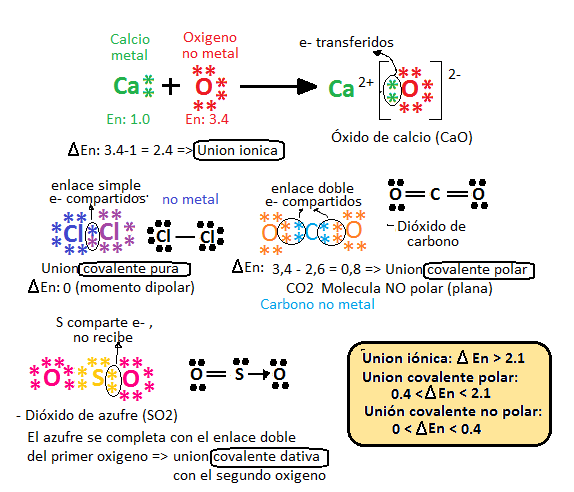 Calcio
metal
Oxigeno
no metal
e- transferidos
Ca + O → Ca 2+ [O] 2-
En: 1.0
En: 3.4
ΔEn: 3.4-1 = 2.4 => Union ionica
Óxido de calcio (CaO)
enlace simple
e- compartidos
no metal
Cl Cl
Cl — Cl
Union covalente pura
ΔEn: 0 (momento dipolar)
enlace doble
e- compartidos
O C O
O = C = O
- Dióxido de
carbono
ΔEn: 3,4 - 2,6 = 0,8 => Union covalente polar
CO2 Molecula NO polar (plana)
Carbono no metal
S comparte e- ,
no recibe
O S O
O = S → O
- Dióxido de azufre (SO2)
El azufre se completa con el enlace doble
del primer oxigeno => union covalente dativa
con el segundo oxigeno
Union iónica: Δ En > 2.1
Union covalente polar:
0.4 < ΔEn < 2.1
Unión covalente no polar:
0 < ΔEn < 0.4